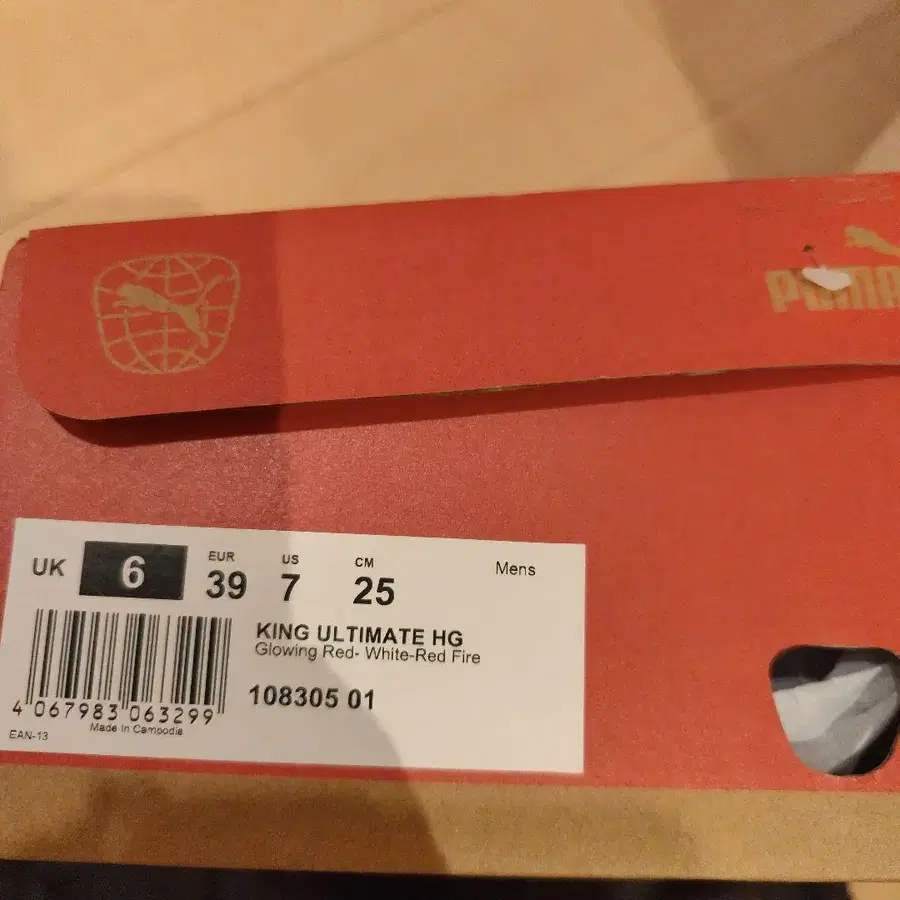 PUMA
UK 6 EUR 39 US 7 CM 25 Mens
KING ULTIMATE HG
Glowing Red- White-Red Fire
108305 01
4 067983 063299
Made in Cambodia
EAN-13